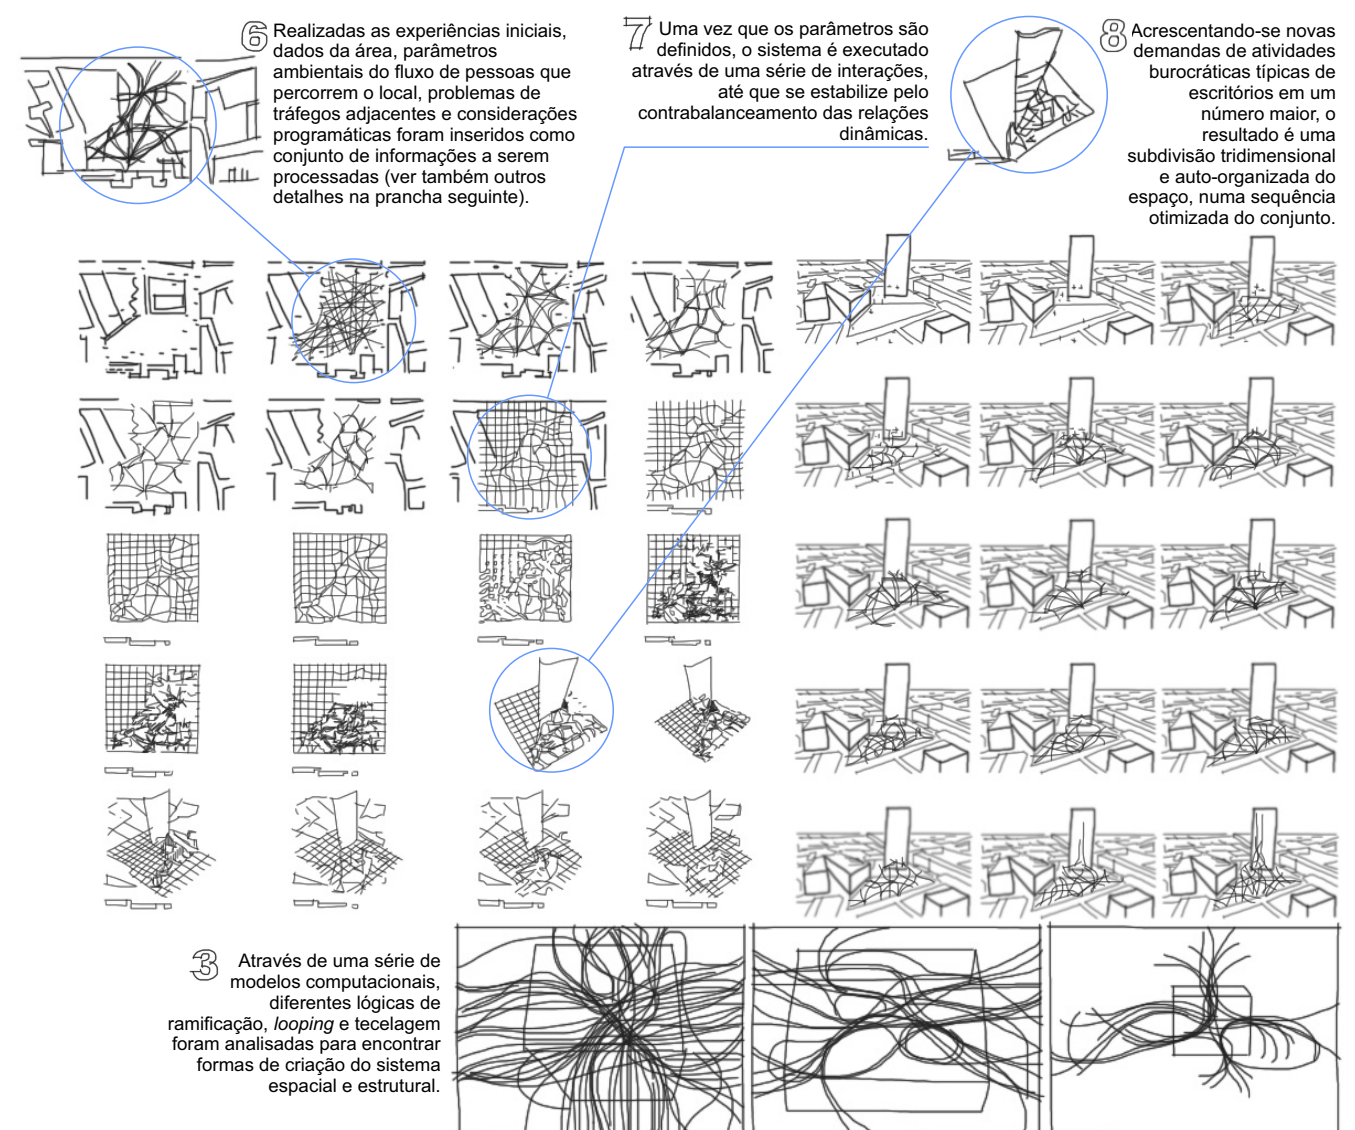 6 Realizadas as experiências iniciais,
dados da área, parâmetros
ambientais do fluxo de pessoas que
percorrem o local, problemas de
tráfegos adjacentes e considerações
programáticas foram inseridos como
conjunto de informações a serem
processadas (ver também outros
detalhes na prancha seguinte).
7 Uma vez que os parâmetros são
definidos, o sistema é executado
através de uma série de interações,
até que se estabilize pelo
contrabalanceamento das relações
dinâmicas.
8 Acrescentando-se novas
demandas de atividades
burocráticas típicas de
escritórios em um
número maior, o
resultado é uma
subdivisão tridimensional
e auto-organizada do
espaço, numa sequência
otimizada do conjunto.
3 Através de uma série de
modelos computacionais,
diferentes lógicas de
ramificação, looping e tecelagem
foram analisadas para encontrar
formas de criação do sistema
espacial e estrutural.